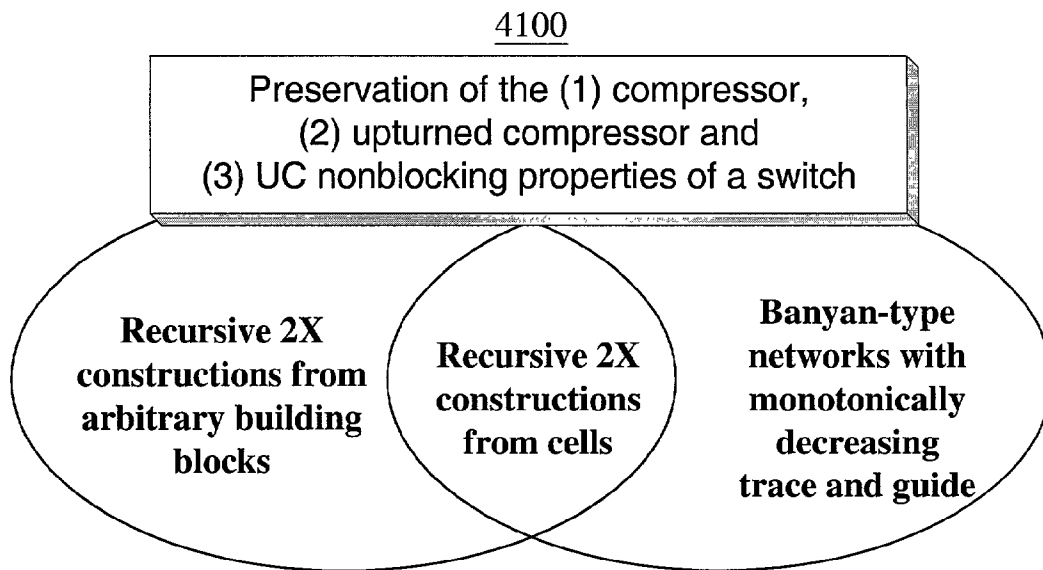 4100
Preservation of the (1) compressor,
(2) upturned compressor and
(3) UC nonblocking properties of a switch
Recursive 2X
constructions from
arbitrary building
blocks
Recursive 2X
constructions
from cells
Banyan-type
networks with
monotonically
decreasing
trace and guide